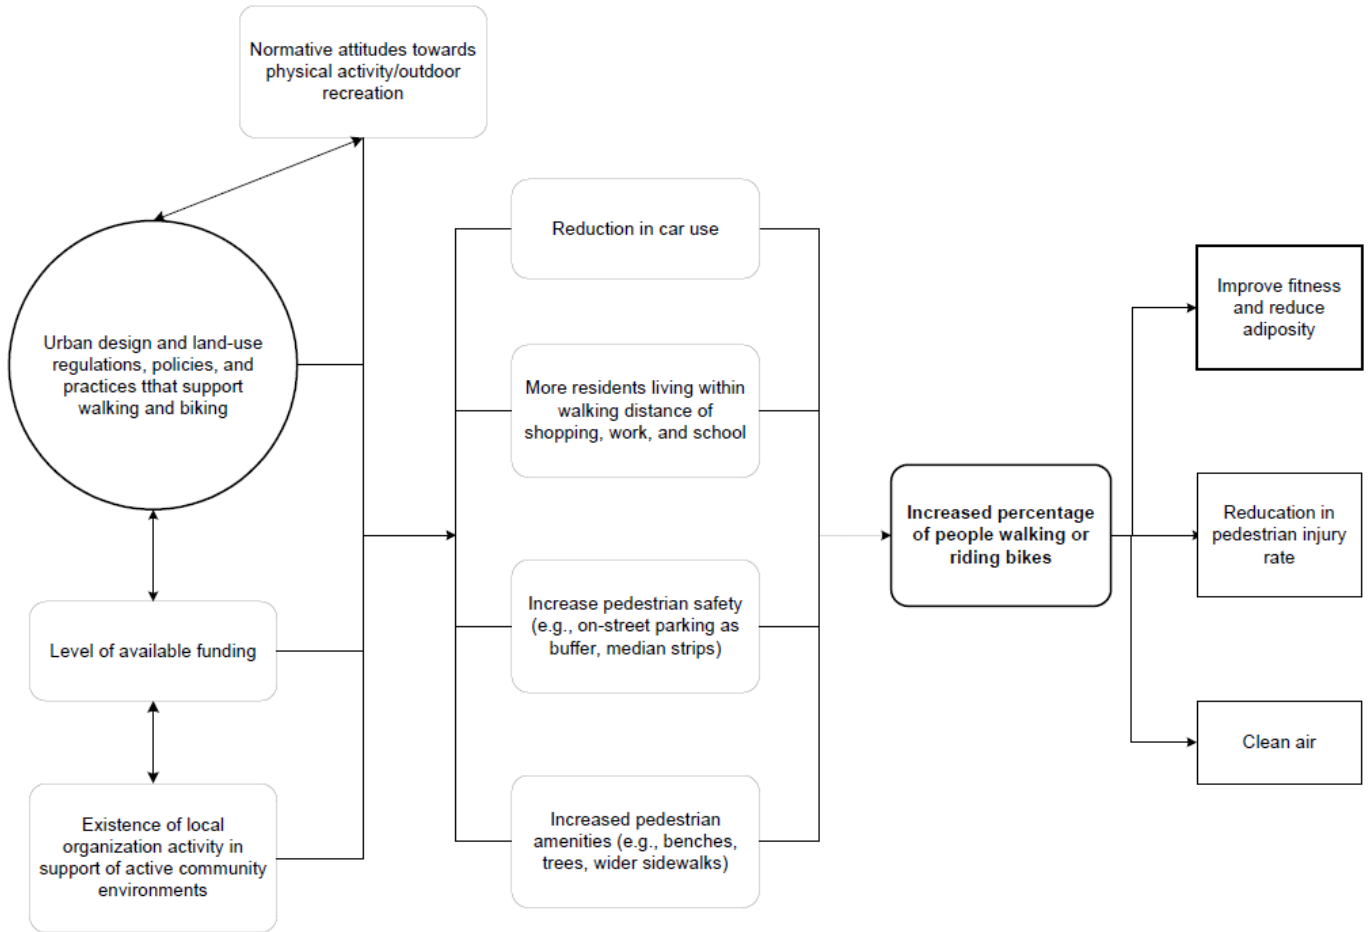 Normative attitudes towards
physical activity/outdoor
recreation
Urban design and land-use
regulations, policies, and
practices tthat support
walking and biking
Level of available funding
Existence of local
organization activity in
support of active community
environments
Reduction in car use
More residents living within
walking distance of
shopping, work, and school
Increase pedestrian safety
(e.g., on-street parking as
buffer, median strips)
Increased pedestrian
amenities (e.g., benches,
trees, wider sidewalks)
Increased percentage
of people walking or
riding bikes
Improve fitness
and reduce
adiposity
Reducation in
pedestrian injury
rate
Clean air